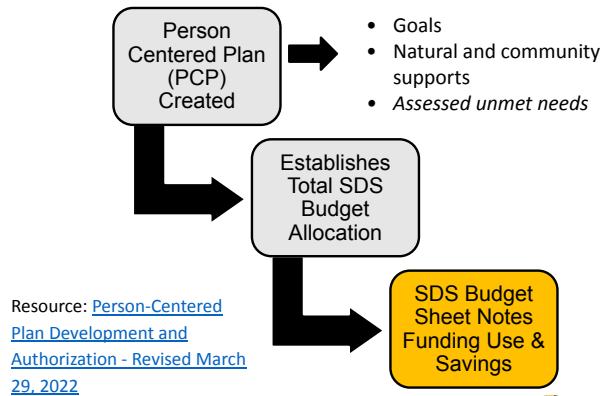 Person
Centered Plan
(PCP)
Created
• Goals
• Natural and community
supports
• Assessed unmet needs
Establishes
Total SDS
Budget
Allocation
SDS Budget
Sheet Notes
Funding Use &
Savings
Resource: Person-Centered
Plan Development and
Authorization - Revised March
29, 2022